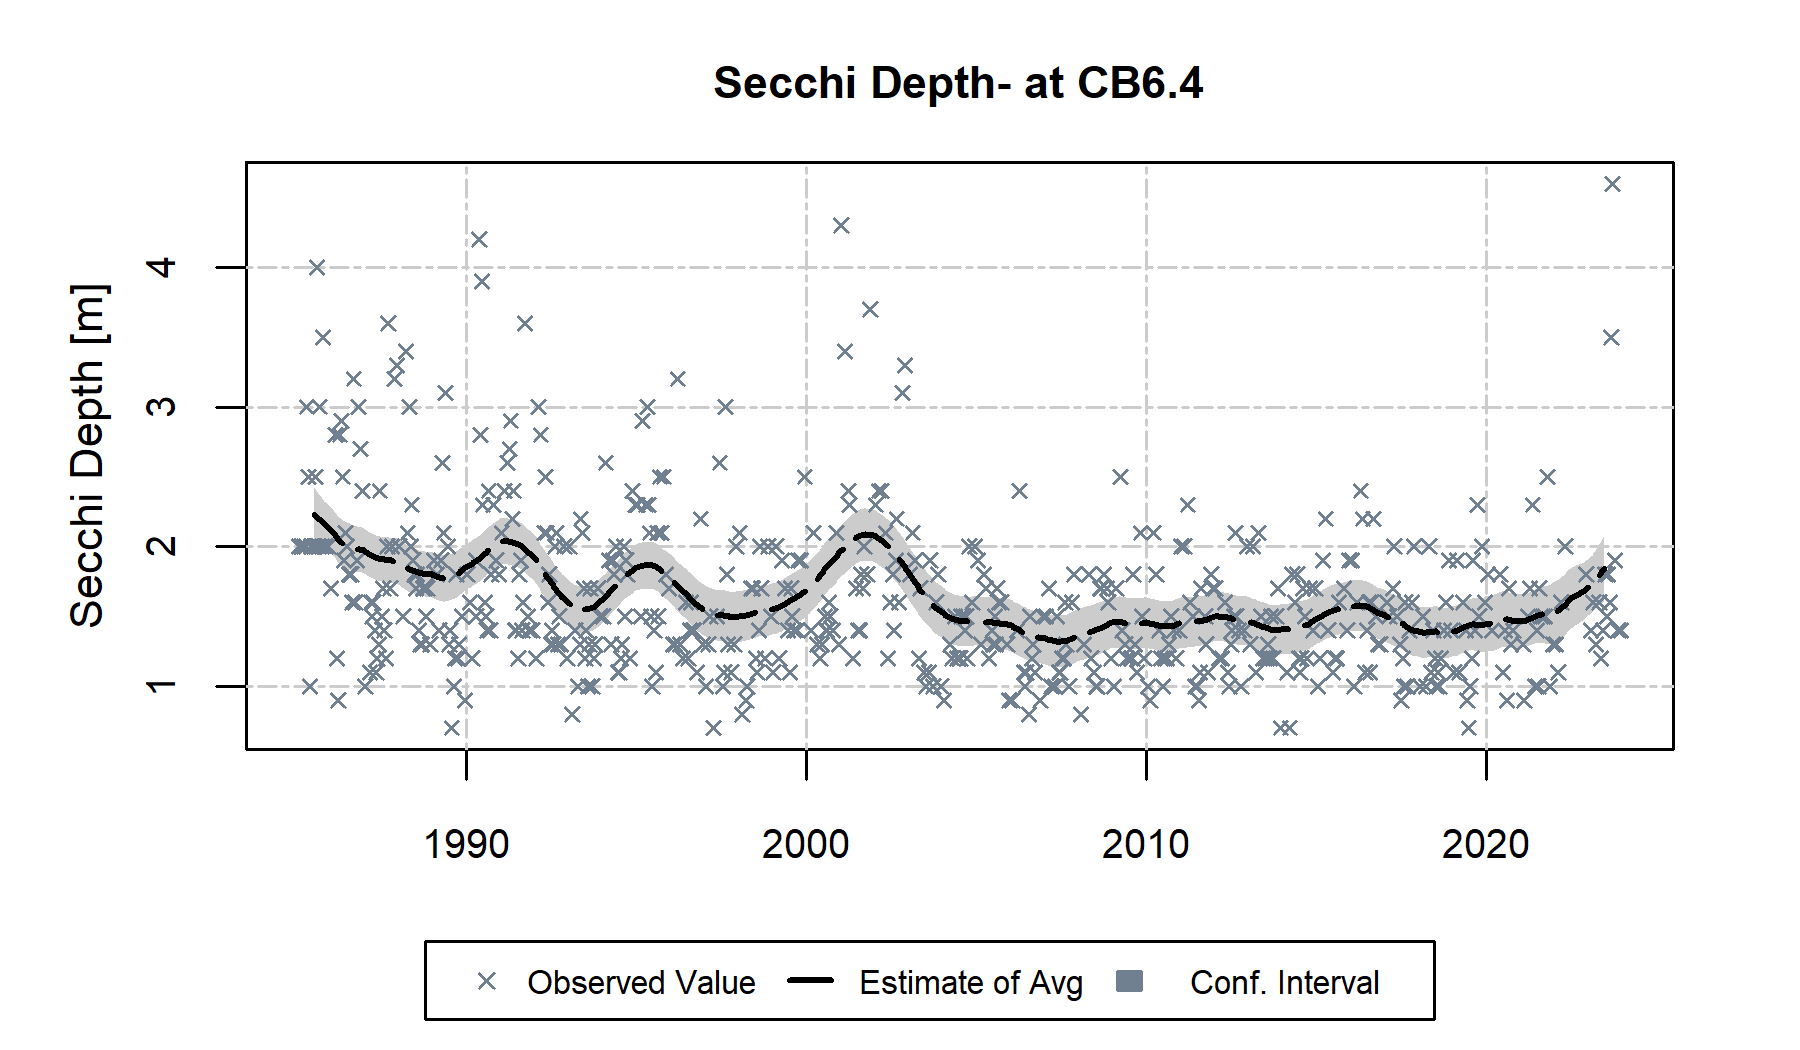 Secchi Depth- at CB6.4
Secchi Depth [m]
4
3
2
1
1990 2000 2010 2020
Observed Value Estimate of Avg Conf. Interval